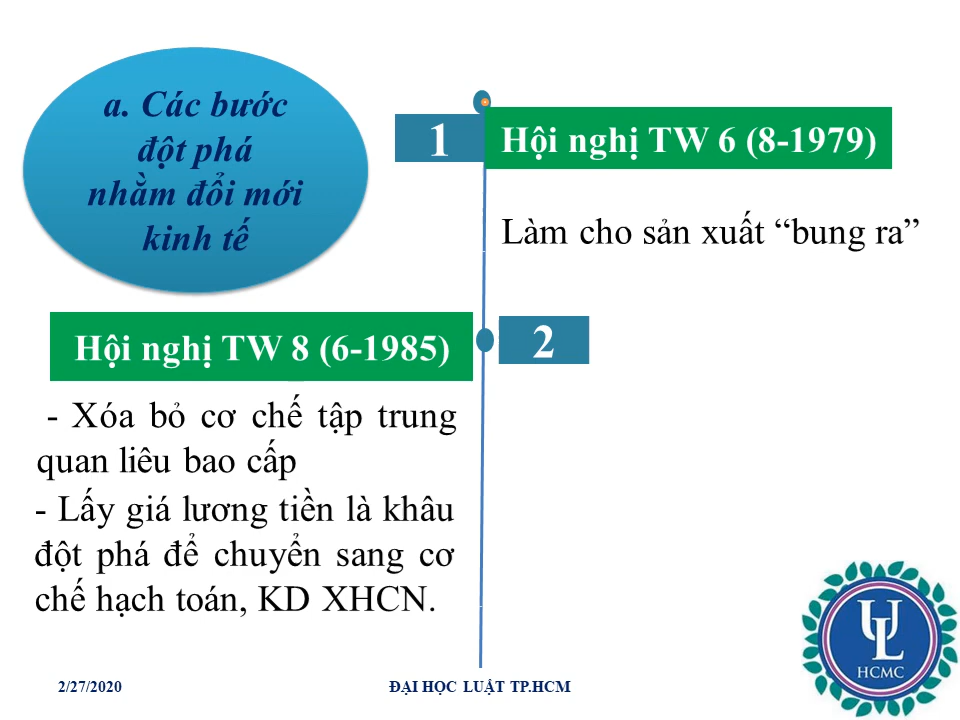 a. Các bước
đột phá
nhằm đổi mới
kinh tế
1
Hội nghị TW 6 (8-1979)
Làm cho sản xuất “bung ra”
Hội nghị TW 8 (6-1985)
2
- Xóa bỏ cơ chế tập trung
quan liêu bao cấp
- Lấy giá lương tiền là khâu
đột phá để chuyển sang cơ
chế hạch toán, KD XHCN.
UL
HCMC
2/27/2020
ĐẠI HỌC LUẬT TP.HCM